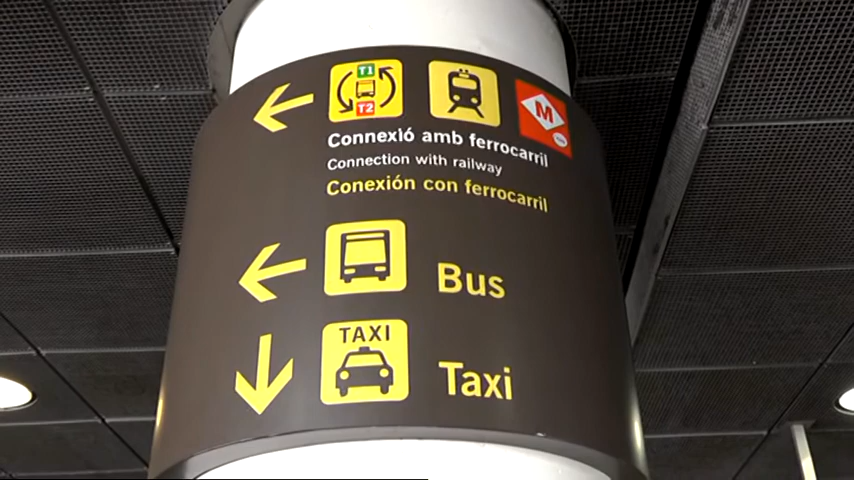 T1
T2
M
Connexió amb ferrocarril
Connection with railway
Conexión con ferrocarril
Bus
TAXI
Taxi